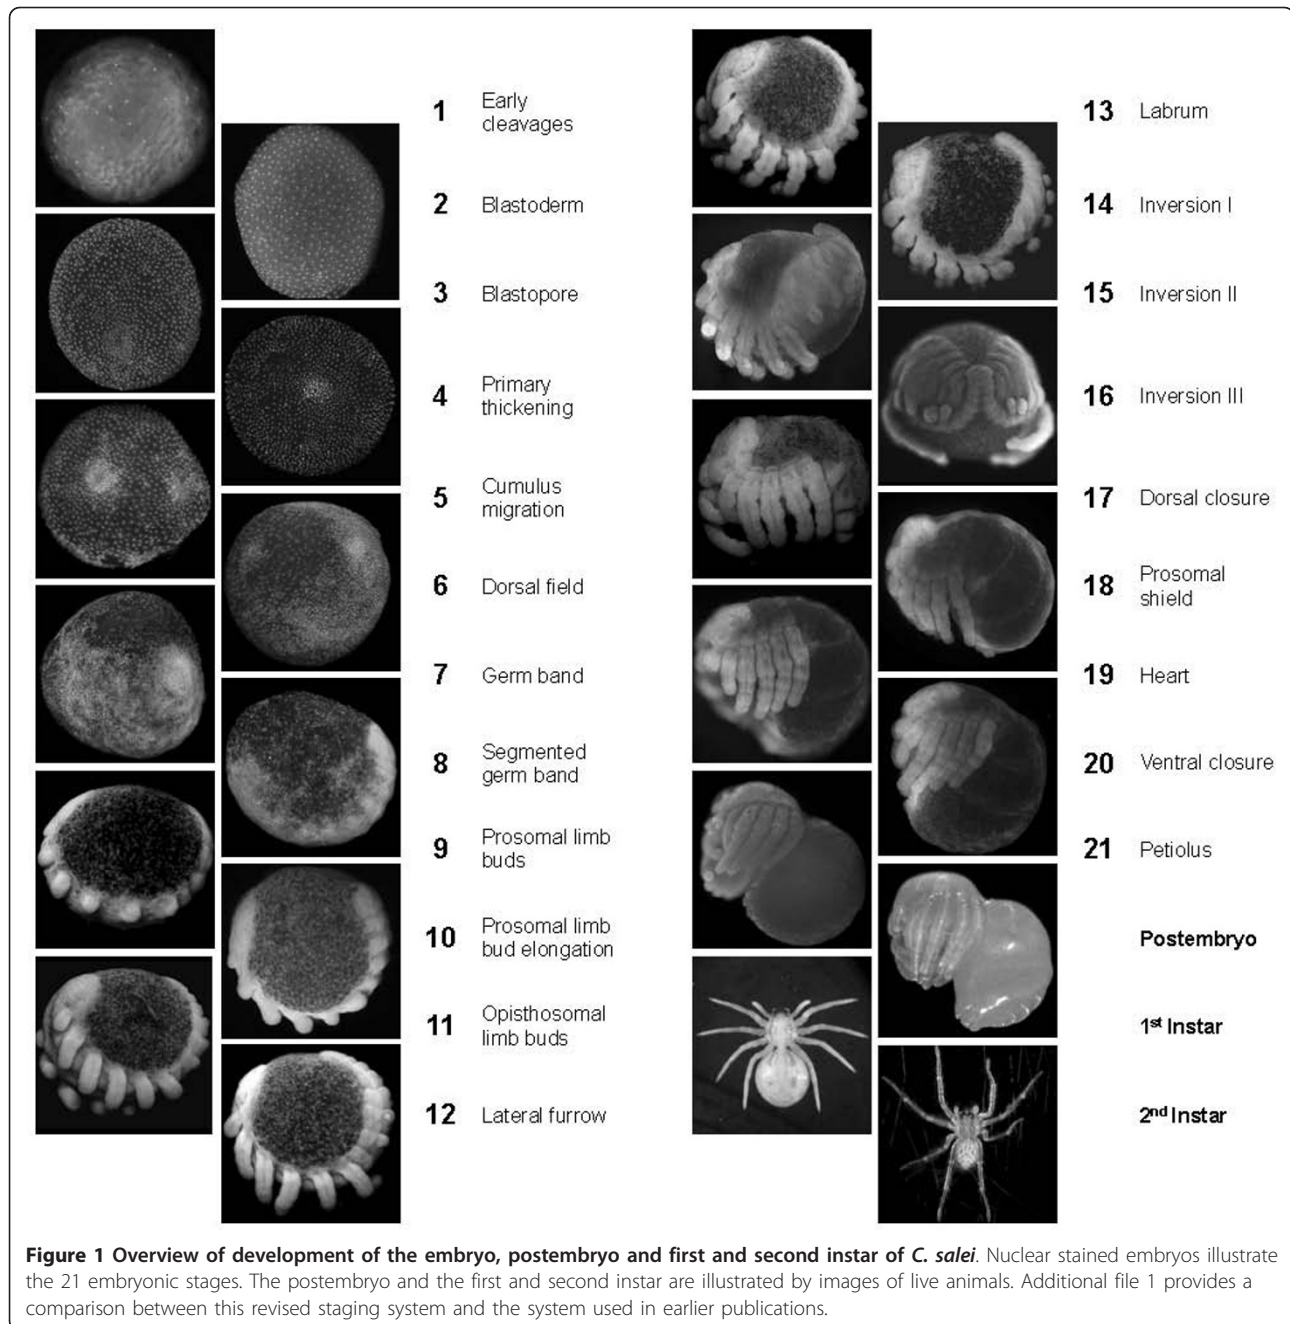 1 Early
cleavages
2 Blastoderm
3 Blastopore
4 Primary
thickening
5 Cumulus
migration
6 Dorsal field
7 Germ band
8 Segmented
germ band
9 Prosomal limb
buds
10 Prosomal limb
bud elongation
11 Opisthosomal
limb buds
12 Lateral furrow
13 Labrum
14 Inversion I
15 Inversion II
16 Inversion III
17 Dorsal closure
18 Prosomal
shield
19 Heart
20 Ventral closure
21 Petiolus
Postembryo
1st Instar
2nd Instar
Figure 1 Overview of development of the embryo, postembryo and first and second instar of C. salei. Nuclear stained embryos illustrate
the 21 embryonic stages. The postembryo and the first and second instar are illustrated by images of live animals. Additional file 1 provides a
comparison between this revised staging system and the system used in earlier publications.